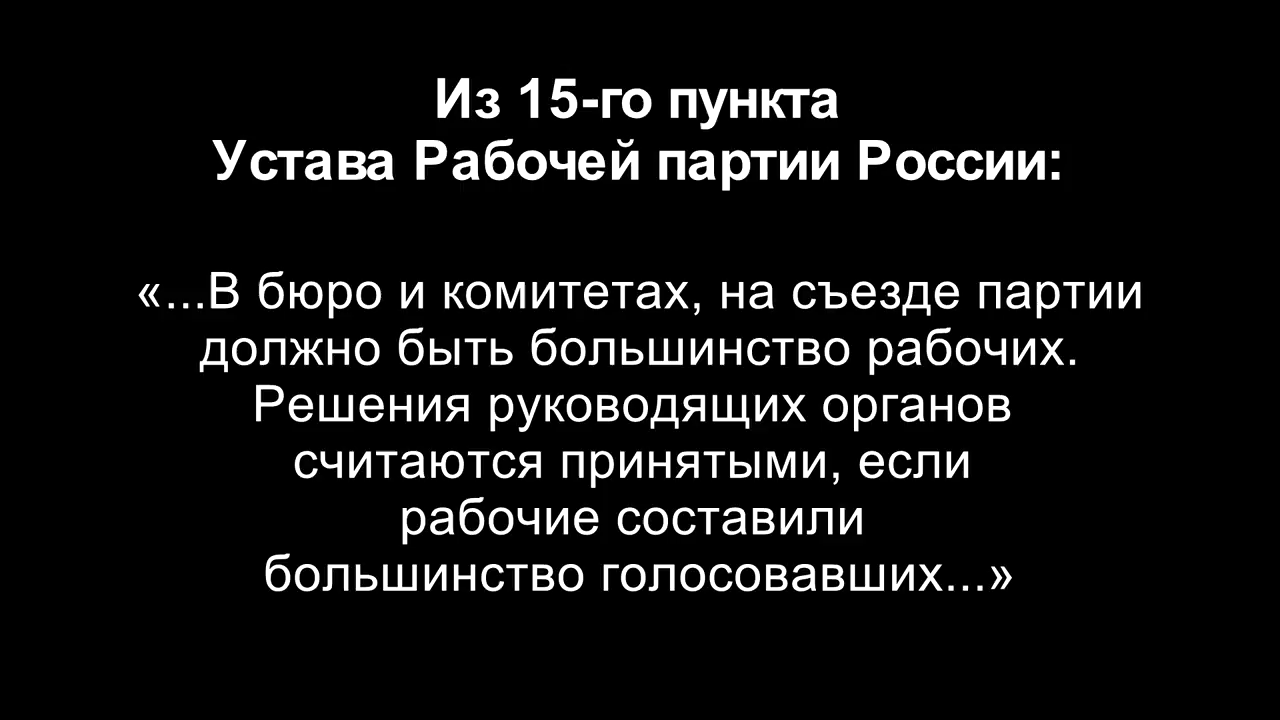 Из 15-го пункта
Устава Рабочей партии России:
«...В бюро и комитетах, на съезде партии
должно быть большинство рабочих.
Решения руководящих органов
считаются принятыми, если
рабочие составили
большинство голосовавших...»